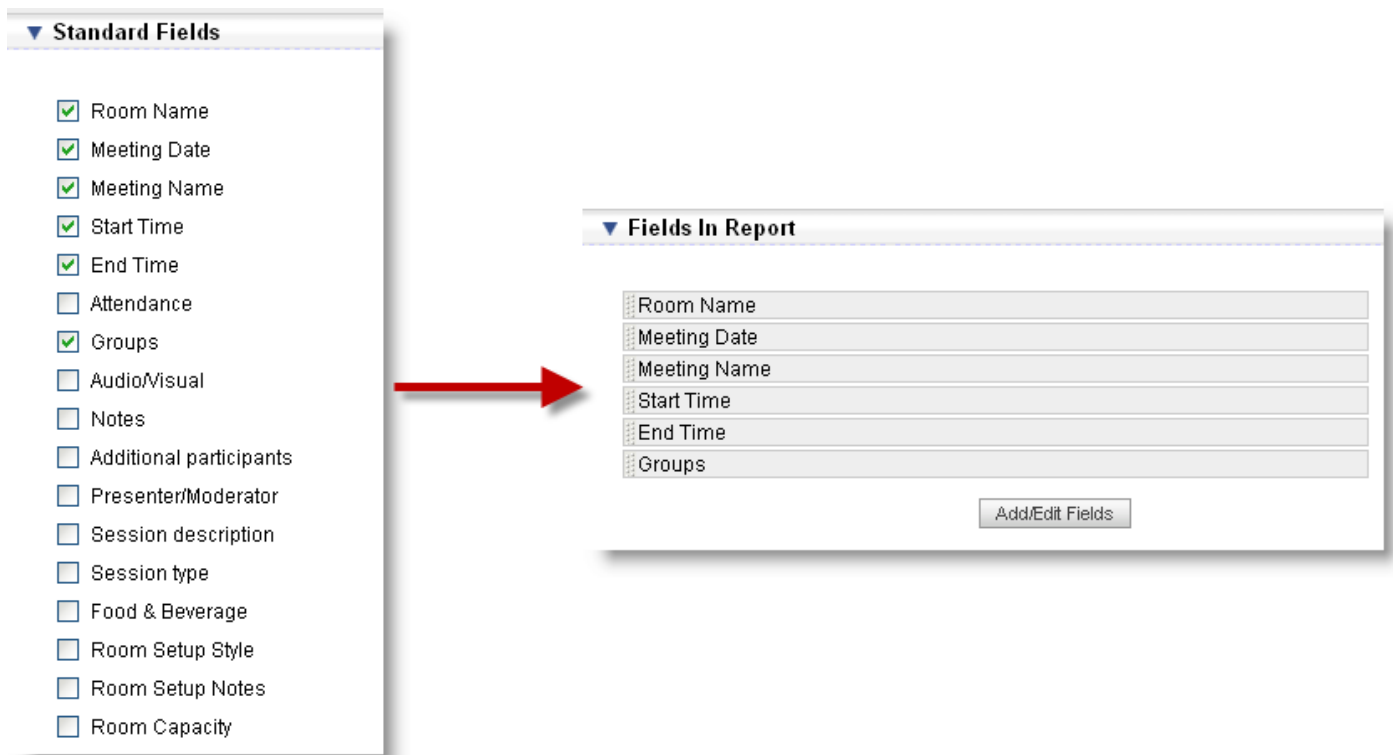 Standard Fields
Room Name
Meeting Date
Meeting Name
Start Time
End Time
Attendance
Groups
Audio/Visual
Notes
Additional participants
Presenter/Moderator
Session description
Session type
Food & Beverage
Room Setup Style
Room Setup Notes
Room Capacity
Fields In Report
Room Name
Meeting Date
Meeting Name
Start Time
End Time
Groups
Add/Edit Fields